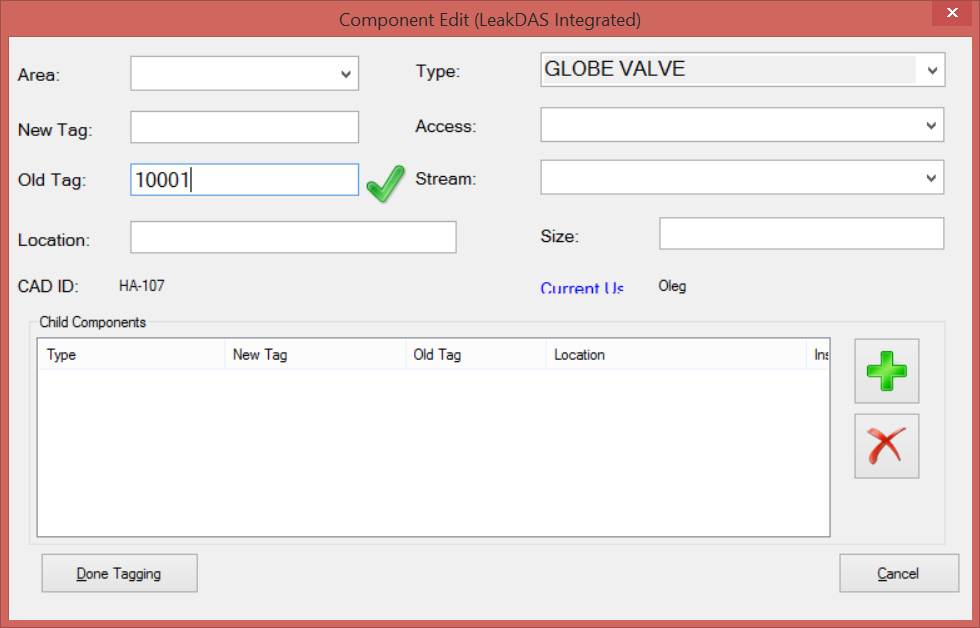 Component Edit (LeakDAS Integrated)
Area:
Type: GLOBE VALVE
New Tag:
Access:
Old Tag: 10001
Stream:
Location:
Size:
CAD ID: HA-107
Current Us Oleg
Child Components
Type New Tag Old Tag Location Ins
Done Tagging Cancel